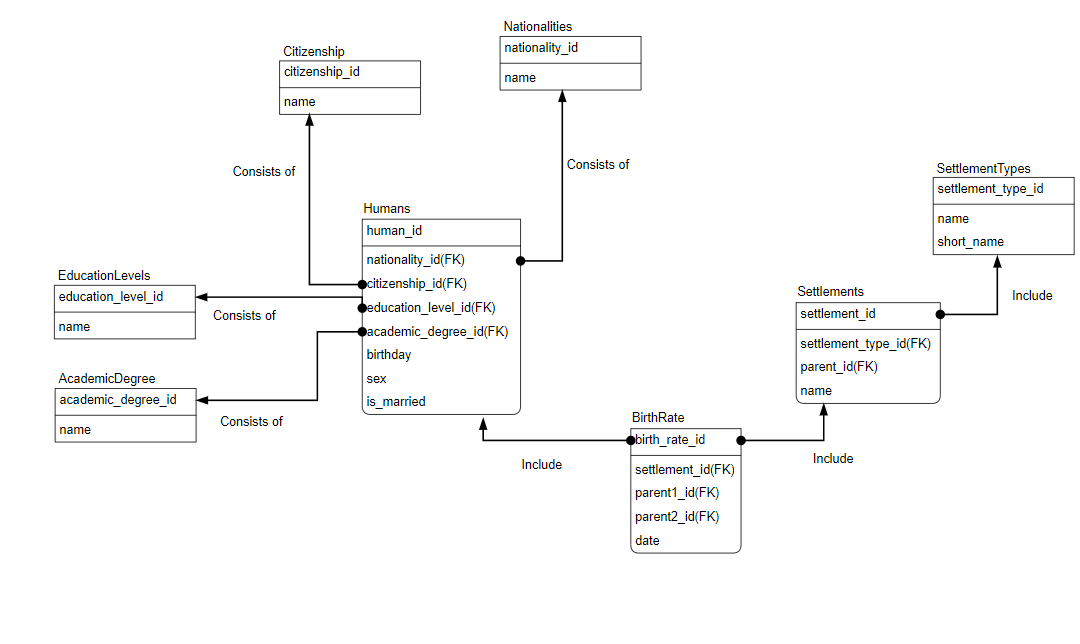 Nationalities
nationality_id
name
Citizenship
citizenship_id
name
Consists of
Consists of
SettlementTypes
settlement_type_id
name
short_name
Humans
human_id
nationality_id(FK)
citizenship_id(FK)
education_level_id(FK)
academic_degree_id(FK)
birthday
sex
is_married
EducationLevels
education_level_id
name
Consists of
AcademicDegree
academic_degree_id
name
Consists of
Settlements
settlement_id
settlement_type_id(FK)
parent_id(FK)
name
Include
BirthRate
birth_rate_id
settlement_id(FK)
parent1_id(FK)
parent2_id(FK)
date
Include
Include